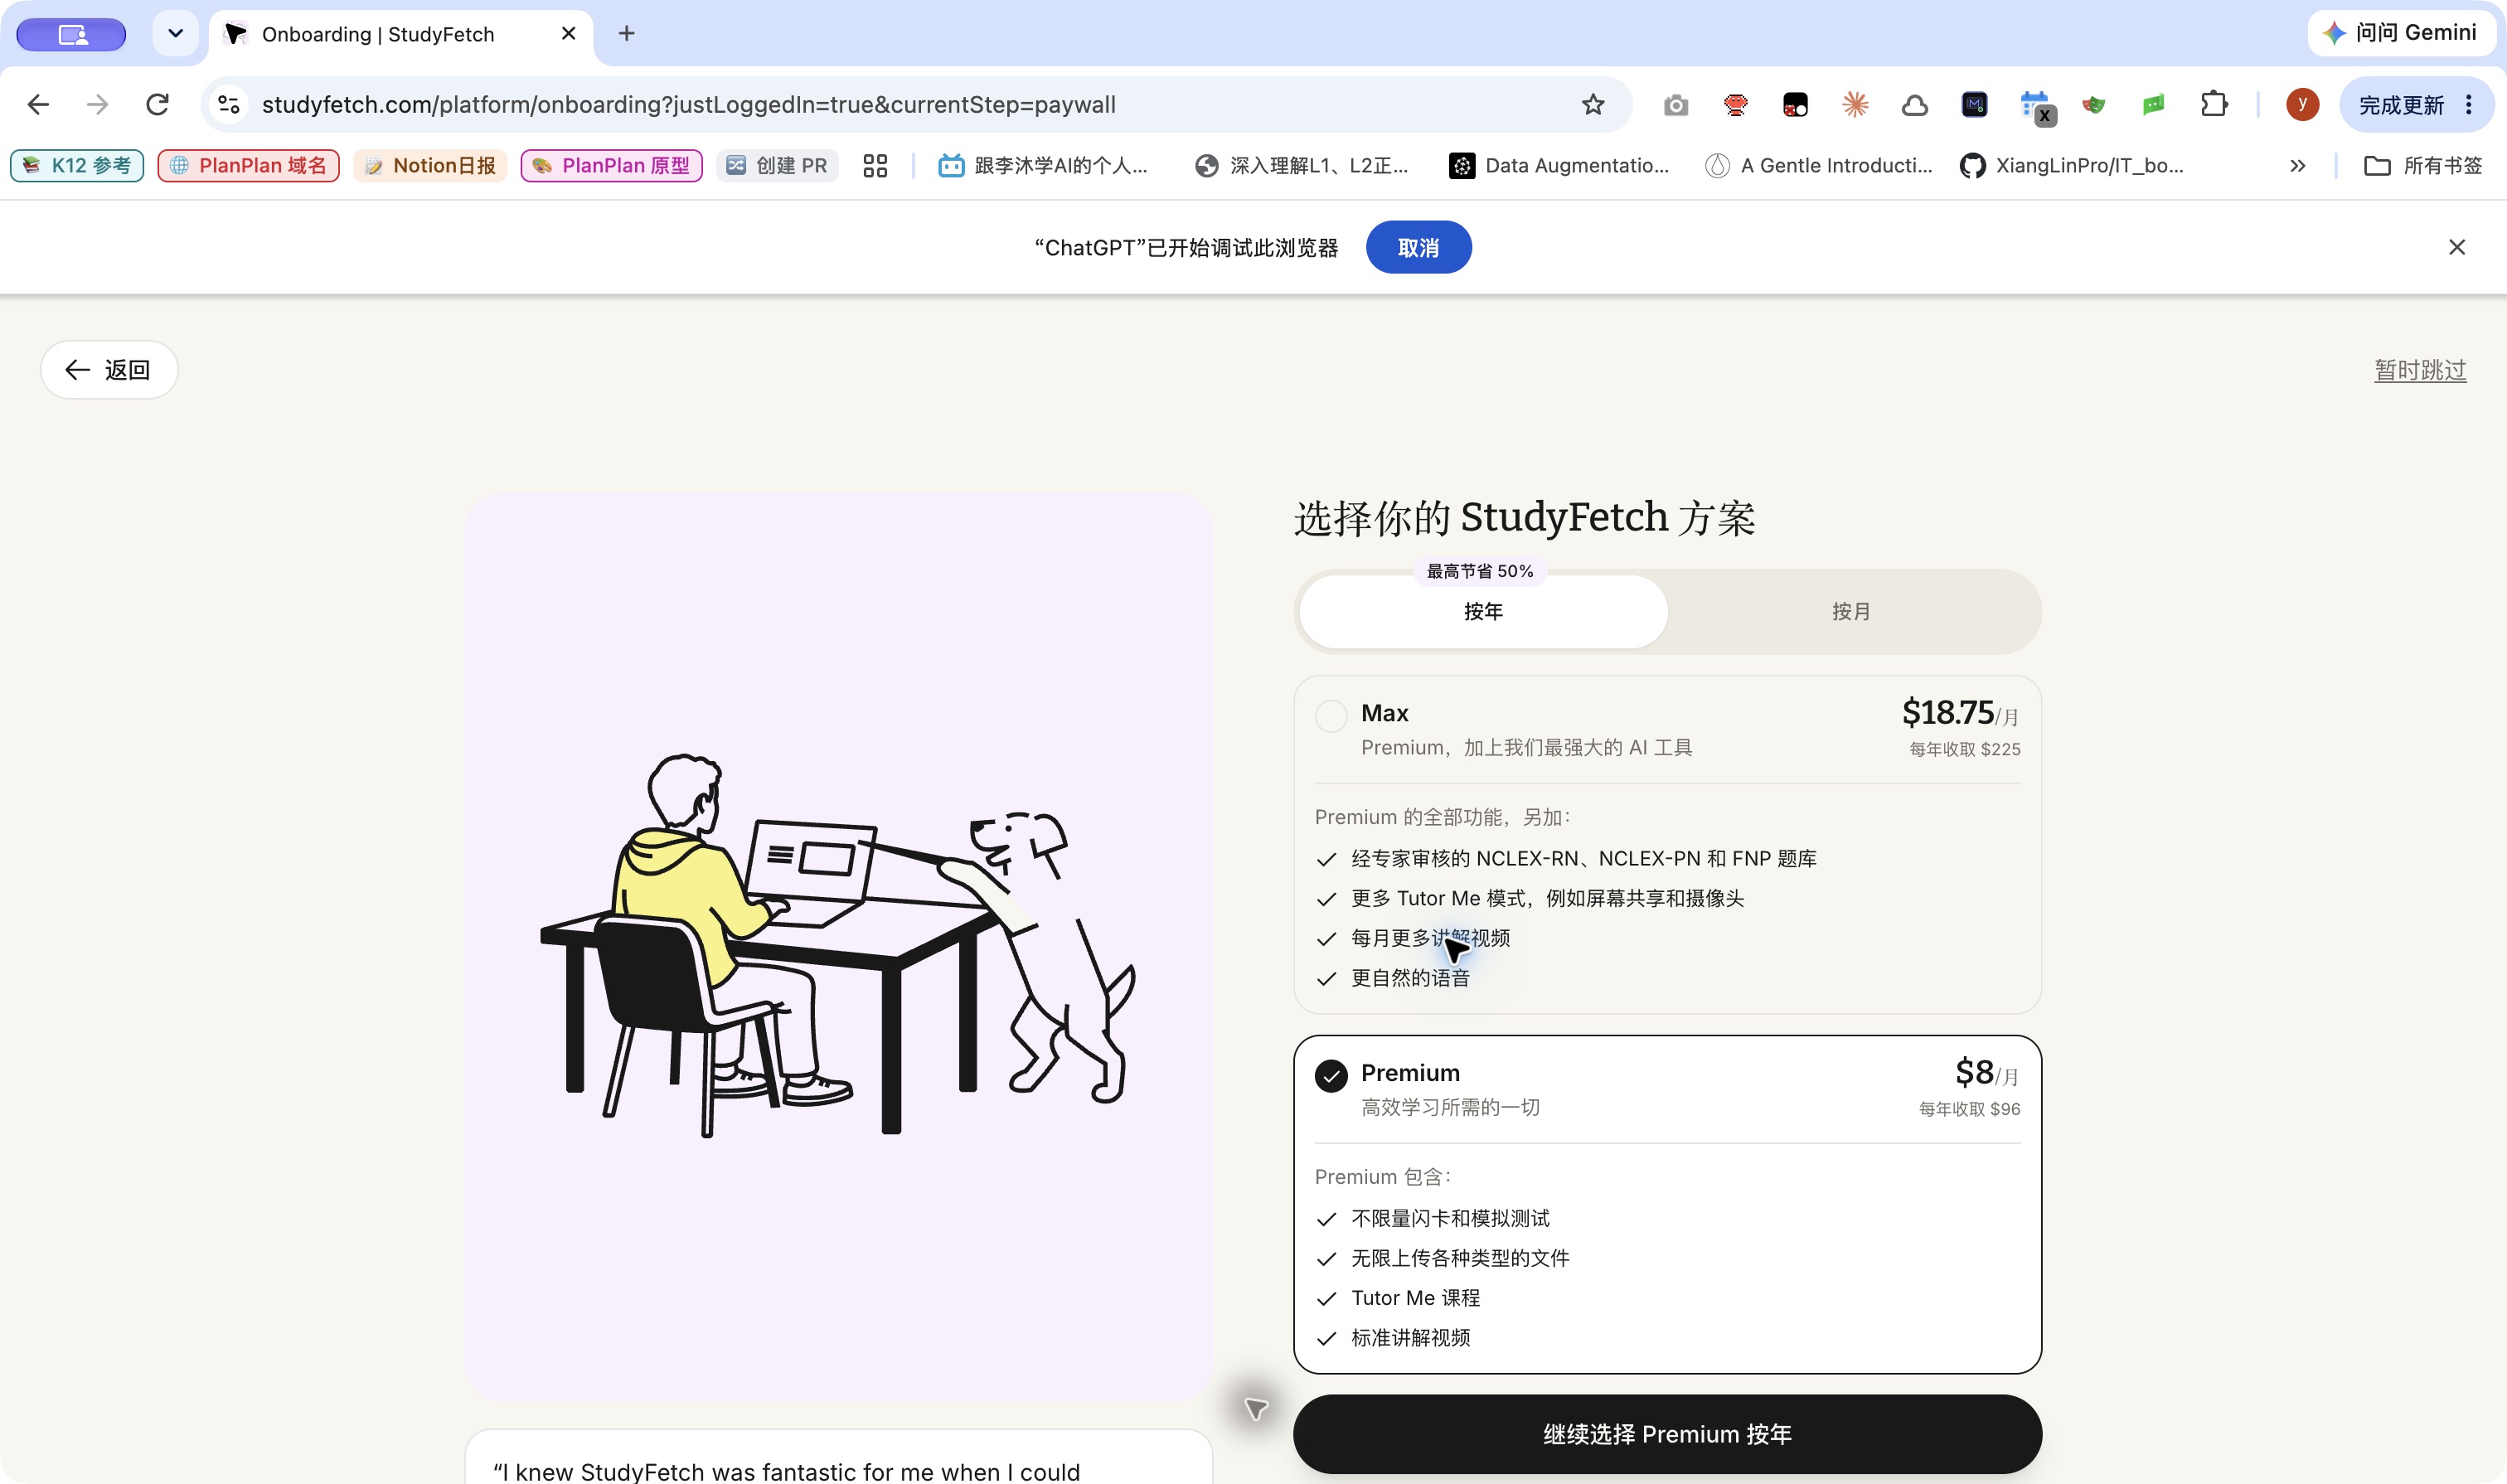 Onboarding | StudyFetch
问问 Gemini
studyfetch.com/platform/onboarding?justLoggedIn=true&currentStep=paywall
X
y
完成更新
K12 参考
PlanPlan 域名
Notion日报
PlanPlan 原型
创建 PR
跟李沐学AI的个人...
深入理解L1、L2正...
Data Augmentatio...
A Gentle Introducti...
XiangLinPro/IT_bo...
所有书签
“ChatGPT”已开始调试此浏览器
取消
返回
暂时跳过
选择你的 StudyFetch 方案
最高节省 50%
按年
按月
Max
$18.75/月
Premium，加上我们最强大的 AI 工具
每年收取 $225
Premium 的全部功能，另加：
经专家审核的 NCLEX-RN、NCLEX-PN 和 FNP 题库
更多 Tutor Me 模式，例如屏幕共享和摄像头
每月更多讲解视频
更自然的语音
Premium
$8/月
高效学习所需的一切
每年收取 $96
Premium 包含：
不限量闪卡和模拟测试
无限上传各种类型的文件
Tutor Me 课程
标准讲解视频
继续选择 Premium 按年
“I knew StudyFetch was fantastic for me when I could